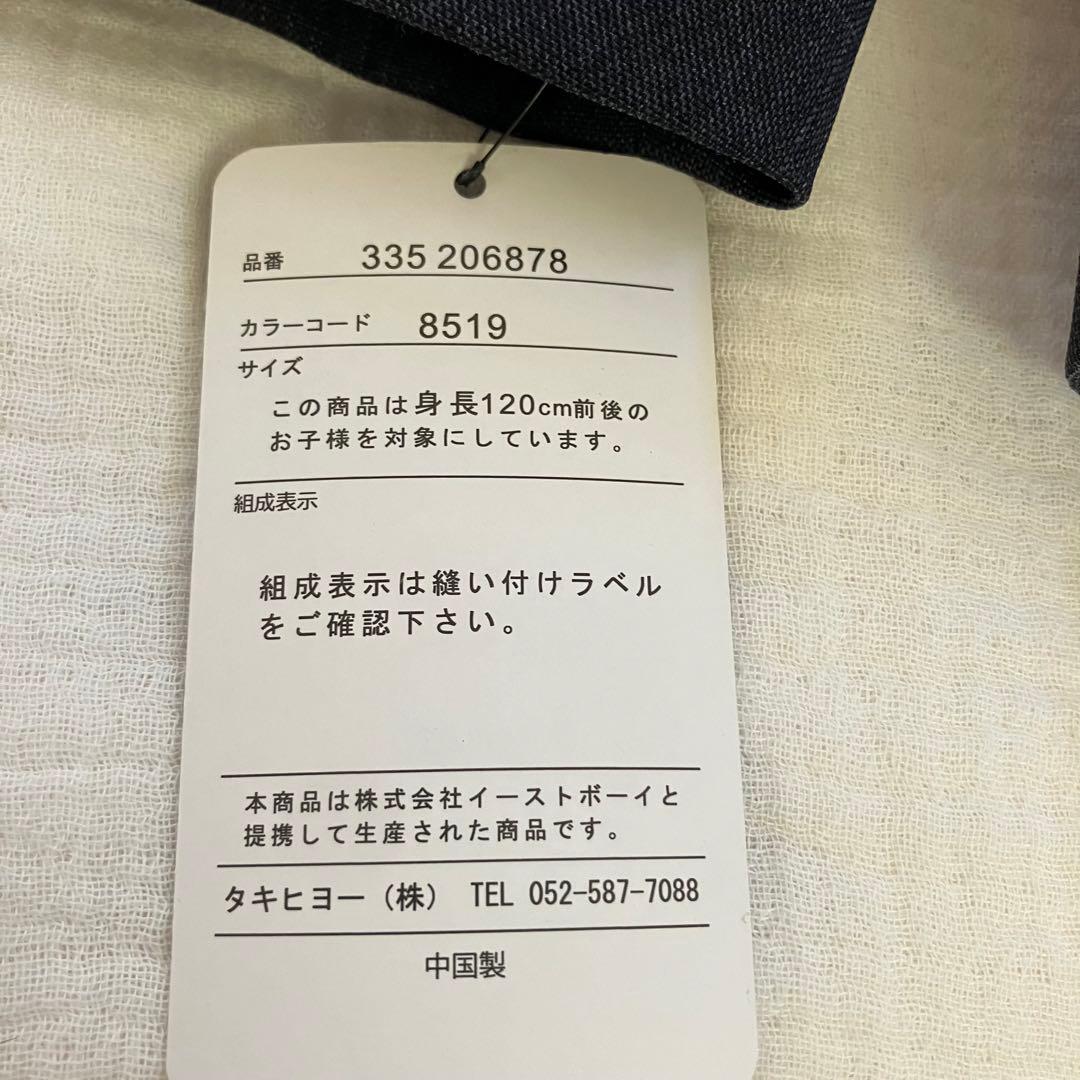 品番 335 206878
カラーコード 8519
サイズ
この商品は身長120cm前後の
お子様を対象にしています。
組成表示
組成表示は縫い付けラベル
をご確認下さい。
本商品は株式会社イーストボーイと
提携して生産された商品です。
タキヒヨー（株） TEL 052-587-7088
中国製